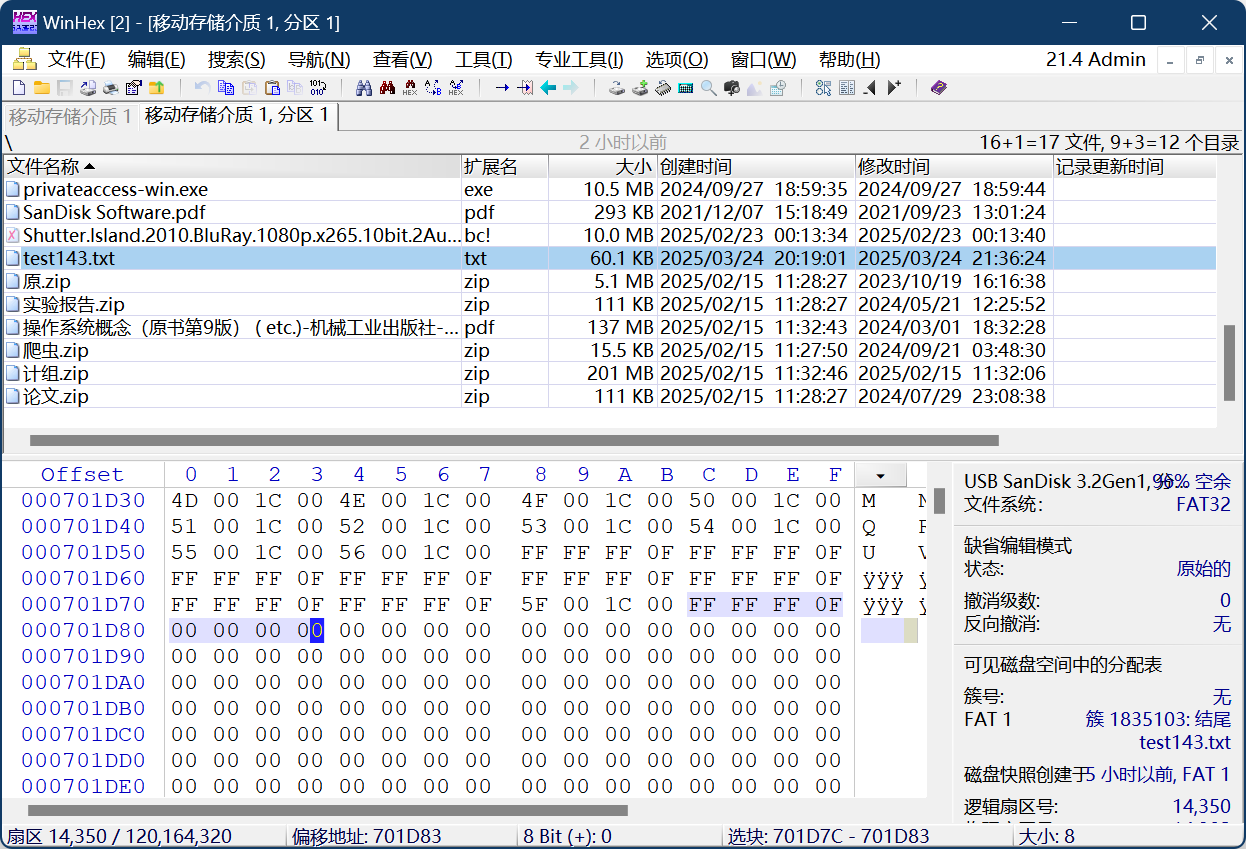 WinHex [2] - [移动存储介质 1, 分区 1]
文件(F) 编辑(E) 搜索(S) 导航(N) 查看(V) 工具(T) 专业工具(I) 选项(O) 窗口(W) 帮助(H) 21.4 Admin
移动存储介质 1 移动存储介质 1, 分区 1
\ 2 小时以前 16+1=17 文件, 9+3=12 个目录
文件名称 扩展名 大小 创建时间 修改时间 记录更新时间
privateaccess-win.exe exe 10.5 MB 2024/09/27 18:59:35 2024/09/27 18:59:44
SanDisk Software.pdf pdf 293 KB 2021/12/07 15:18:49 2021/09/23 13:01:24
Shutter.Island.2010.BluRay.1080p.x265.10bit.2Au... bc! 10.0 MB 2025/02/23 00:13:34 2025/02/23 00:13:40
test143.txt txt 60.1 KB 2025/03/24 20:19:01 2025/03/24 21:36:24
原.zip zip 5.1 MB 2025/02/15 11:28:27 2023/10/19 16:16:38
实验报告.zip zip 111 KB 2025/02/15 11:28:27 2024/05/21 12:25:52
操作系统概念（原书第9版）（ etc.)-机械工业出版社-... pdf 137 MB 2025/02/15 11:32:43 2024/03/01 18:32:28
爬虫.zip zip 15.5 KB 2025/02/15 11:27:50 2024/09/21 03:48:30
计组.zip zip 201 MB 2025/02/15 11:32:46 2025/02/15 11:32:06
论文.zip zip 111 KB 2025/02/15 11:28:27 2024/07/29 23:08:38
Offset 0 1 2 3 4 5 6 7 8 9 A B C D E F
000701D30 4D 00 1C 00 4E 00 1C 00 4F 00 1C 00 50 00 1C 00 M N
000701D40 51 00 1C 00 52 00 1C 00 53 00 1C 00 54 00 1C 00 Q R
000701D50 55 00 1C 00 56 00 1C 00 FF FF FF 0F FF FF FF 0F U V
000701D60 FF FF FF 0F FF FF FF 0F FF FF FF 0F FF FF FF 0F ÿÿÿ ÿ
000701D70 FF FF FF 0F FF FF FF 0F 5F 00 1C 00 FF FF FF 0F ÿÿÿ ÿ
000701D80 00 00 00 00 00 00 00 00 00 00 00 00 00 00 00 00
000701D90 00 00 00 00 00 00 00 00 00 00 00 00 00 00 00 00
000701DA0 00 00 00 00 00 00 00 00 00 00 00 00 00 00 00 00
000701DB0 00 00 00 00 00 00 00 00 00 00 00 00 00 00 00 00
000701DC0 00 00 00 00 00 00 00 00 00 00 00 00 00 00 00 00
000701DD0 00 00 00 00 00 00 00 00 00 00 00 00 00 00 00 00
000701DE0 00 00 00 00 00 00 00 00 00 00 00 00 00 00 00 00
USB SanDisk 3.2Gen1, 96% 空余
文件系统: FAT32
缺省编辑模式
状态: 原始的
撤消级数: 0
反向撤消: 无
可见磁盘空间中的分配表
簇号: 无
FAT 1 簇 1835103: 结尾
test143.txt
磁盘快照创建于5 小时以前, FAT 1
逻辑扇区号: 14,350
扇区 14,350 / 120,164,320 偏移地址: 701D83 8 Bit (+): 0 选块: 701D7C - 701D83 大小: 8